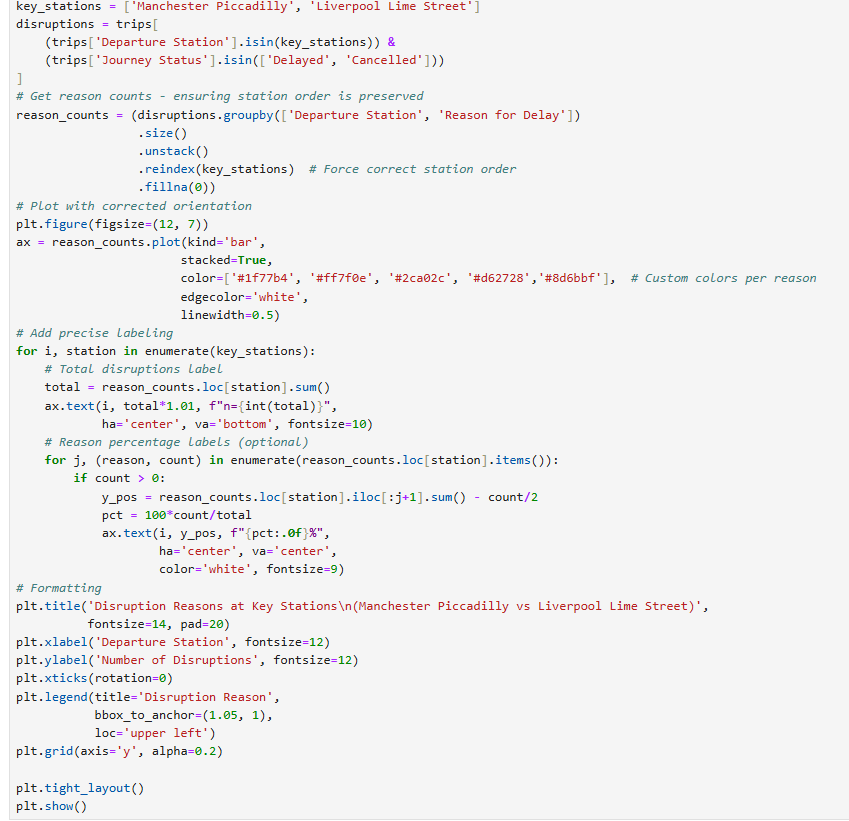 key_stations = ['Manchester Piccadilly', 'Liverpool Lime Street']
disruptions = trips[
    (trips['Departure Station'].isin(key_stations)) &
    (trips['Journey Status'].isin(['Delayed', 'Cancelled']))
]
# Get reason counts - ensuring station order is preserved
reason_counts = (disruptions.groupby(['Departure Station', 'Reason for Delay'])
                 .size()
                 .unstack()
                 .reindex(key_stations)  # Force correct station order
                 .fillna(0))
# Plot with corrected orientation
plt.figure(figsize=(12, 7))
ax = reason_counts.plot(kind='bar',
                       stacked=True,
                       color=['#1f77b4', '#ff7f0e', '#2ca02c', '#d62728','#8d6bbf'],  # Custom colors per reason
                       edgecolor='white',
                       linewidth=0.5)
# Add precise labeling
for i, station in enumerate(key_stations):
    # Total disruptions label
    total = reason_counts.loc[station].sum()
    ax.text(i, total*1.01, f"n={int(total)}",
            ha='center', va='bottom', fontsize=10)
    # Reason percentage labels (optional)
    for j, (reason, count) in enumerate(reason_counts.loc[station].items()):
        if count > 0:
            y_pos = reason_counts.loc[station].iloc[:j+1].sum() - count/2
            pct = 100*count/total
            ax.text(i, y_pos, f"{pct:.0f}%",
                    ha='center', va='center',
                    color='white', fontsize=9)
# Formatting
plt.title('Disruption Reasons at Key Stations\n(Manchester Piccadilly vs Liverpool Lime Street)',
          fontsize=14, pad=20)
plt.xlabel('Departure Station', fontsize=12)
plt.ylabel('Number of Disruptions', fontsize=12)
plt.xticks(rotation=0)
plt.legend(title='Disruption Reason',
           bbox_to_anchor=(1.05, 1),
           loc='upper left')
plt.grid(axis='y', alpha=0.2)

plt.tight_layout()
plt.show()